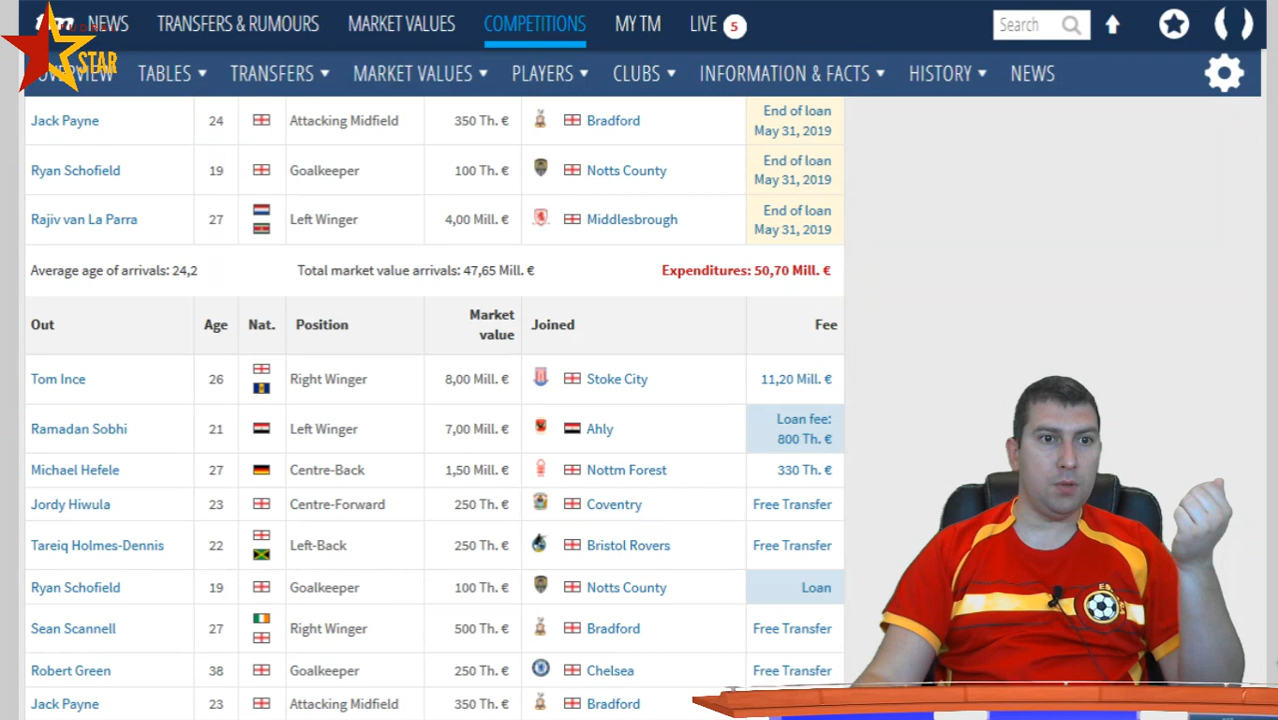 tm NEWS TRANSFERS & RUMOURS MARKET VALUES COMPETITIONS MY TM LIVE 5 Search
STAR
OVERVIEW TABLES TRANSFERS MARKET VALUES PLAYERS CLUBS INFORMATION & FACTS HISTORY NEWS
Jack Payne 24 Attacking Midfield 350 Th. € Bradford End of loan May 31, 2019
Ryan Schofield 19 Goalkeeper 100 Th. € Notts County End of loan May 31, 2019
Rajiv van La Parra 27 Left Winger 4,00 Mill. € Middlesbrough End of loan May 31, 2019
Average age of arrivals: 24,2 Total market value arrivals: 47,65 Mill. € Expenditures: 50,70 Mill. €
Out Age Nat. Position Market value Joined Fee
Tom Ince 26 Right Winger 8,00 Mill. € Stoke City 11,20 Mill. €
Ramadan Sobhi 21 Left Winger 7,00 Mill. € Ahly Loan fee: 800 Th. €
Michael Hefele 27 Centre-Back 1,50 Mill. € Nottm Forest 330 Th. €
Jordy Hiwula 23 Centre-Forward 250 Th. € Coventry Free Transfer
Tareiq Holmes-Dennis 22 Left-Back 250 Th. € Bristol Rovers Free Transfer
Ryan Schofield 19 Goalkeeper 100 Th. € Notts County Loan
Sean Scannell 27 Right Winger 500 Th. € Bradford Free Transfer
Robert Green 38 Goalkeeper 250 Th. € Chelsea Free Transfer
Jack Payne 23 Attacking Midfield 350 Th. € Bradford